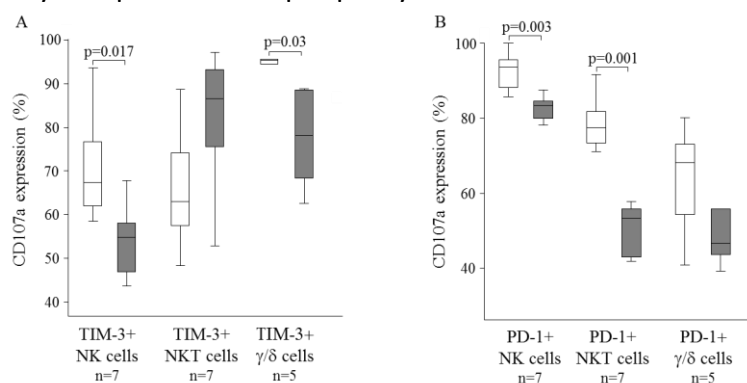 A
p=0.017
p=0.03
100
90
80
70
60
50
40
CD107a expression (%)
TIM-3+ TIM-3+ TIM-3+
NK cells NKT cells γ/δ cells
n=7 n=7 n=5
B
p=0.003
p=0.001
100
80
60
40
CD107a expression (%)
PD-1+ PD-1+ PD-1+
NK cells NKT cells γ/δ cells
n=7 n=7 n=5